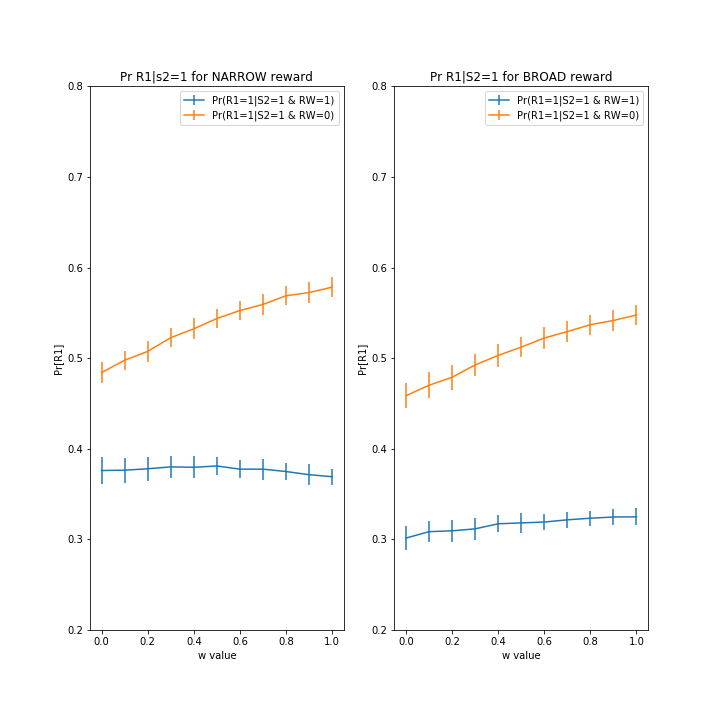 Pr R1|s2=1 for NARROW reward
Pr(R1=1|S2=1 & RW=1)
Pr(R1=1|S2=1 & RW=0)
0.8
0.7
0.6
0.5
0.4
0.3
0.2
Pr[R1]
0.0 0.2 0.4 0.6 0.8 1.0
w value
Pr R1|S2=1 for BROAD reward
Pr(R1=1|S2=1 & RW=1)
Pr(R1=1|S2=1 & RW=0)
0.8
0.7
0.6
0.5
0.4
0.3
0.2
Pr[R1]
0.0 0.2 0.4 0.6 0.8 1.0
w value